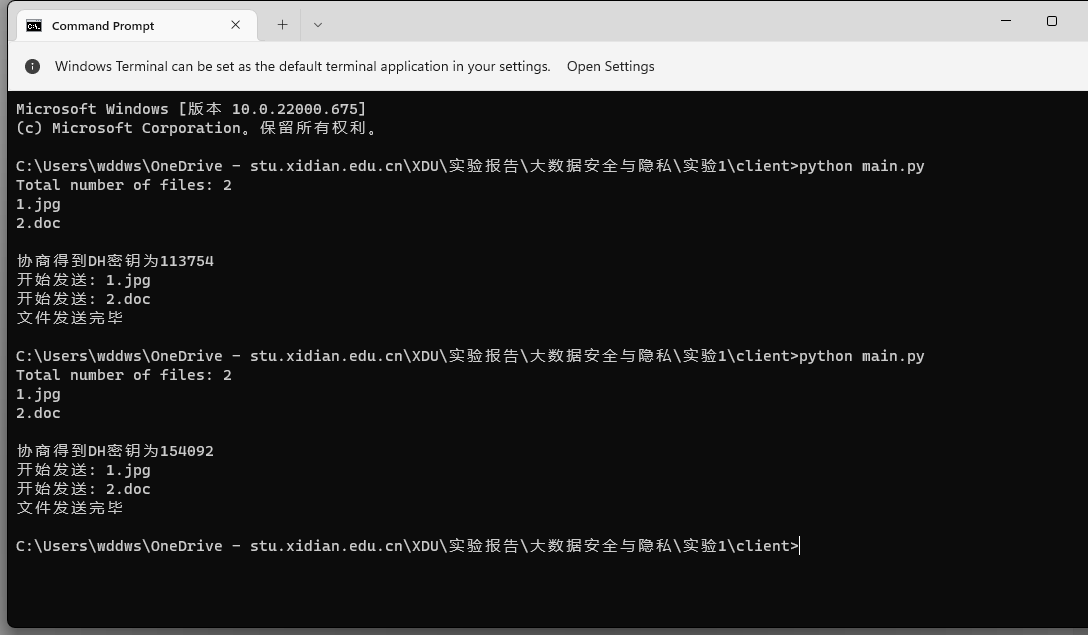 Command Prompt
Windows Terminal can be set as the default terminal application in your settings. Open Settings
Microsoft Windows [版本 10.0.22000.675]
(c) Microsoft Corporation。保留所有权利。
C:\Users\wddws\OneDrive - stu.xidian.edu.cn\XDU\实验报告\大数据安全与隐私\实验1\client>python main.py
Total number of files: 2
1.jpg
2.doc
协商得到DH密钥为113754
开始发送: 1.jpg
开始发送: 2.doc
文件发送完毕
C:\Users\wddws\OneDrive - stu.xidian.edu.cn\XDU\实验报告\大数据安全与隐私\实验1\client>python main.py
Total number of files: 2
1.jpg
2.doc
协商得到DH密钥为154092
开始发送: 1.jpg
开始发送: 2.doc
文件发送完毕
C:\Users\wddws\OneDrive - stu.xidian.edu.cn\XDU\实验报告\大数据安全与隐私\实验1\client>